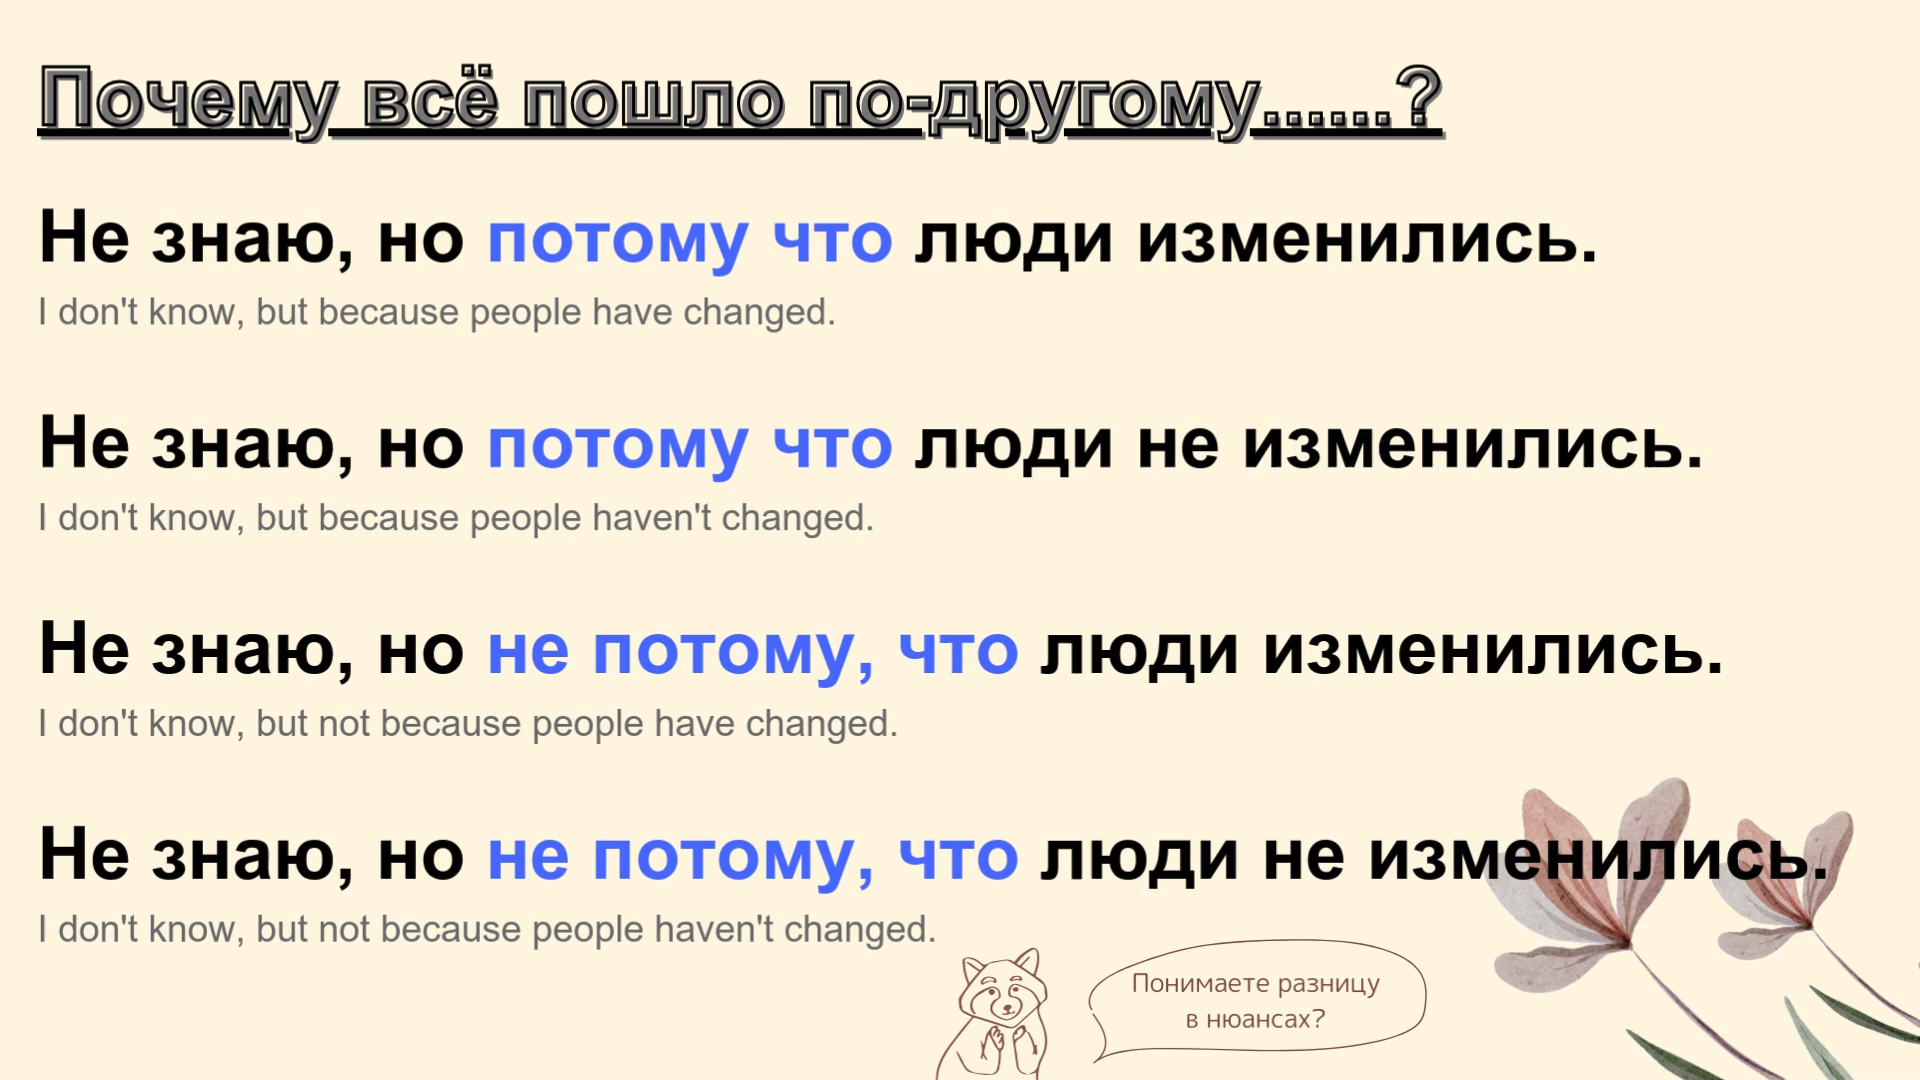 Почему всё пошло по-другому......?
Не знаю, но потому что люди изменились.
I don't know, but because people have changed.
Не знаю, но потому что люди не изменились.
I don't know, but because people haven't changed.
Не знаю, но не потому, что люди изменились.
I don't know, but not because people have changed.
Не знаю, но не потому, что люди не изменились.
I don't know, but not because people haven't changed.
Понимаете разницу
в нюансах?